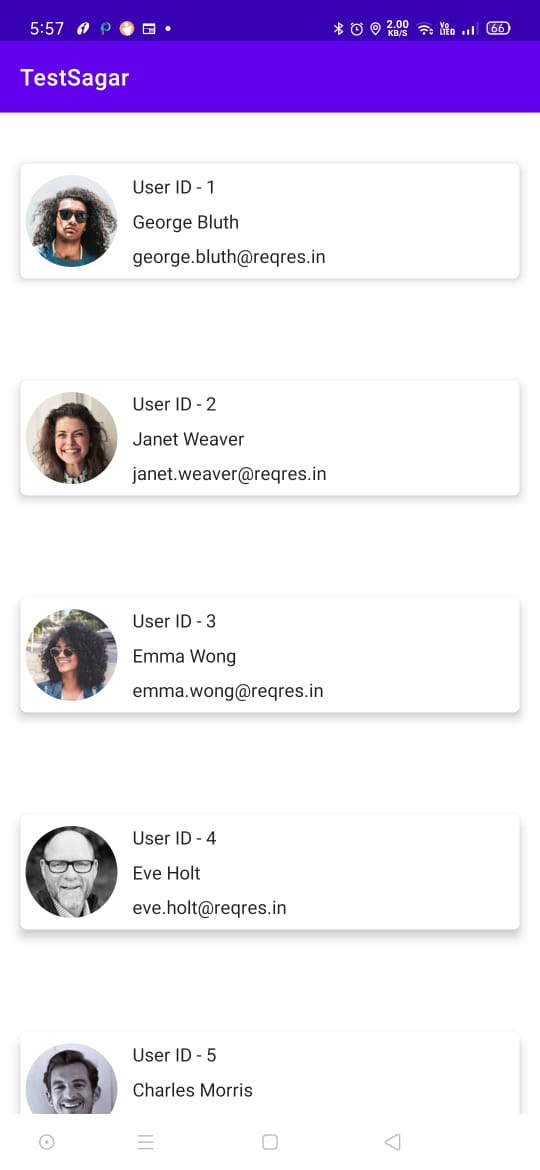 5:57
2.00
KB/S
Vo
LTE
66
TestSagar
User ID - 1
George Bluth
george.bluth@reqres.in
User ID - 2
Janet Weaver
janet.weaver@reqres.in
User ID - 3
Emma Wong
emma.wong@reqres.in
User ID - 4
Eve Holt
eve.holt@reqres.in
User ID - 5
Charles Morris